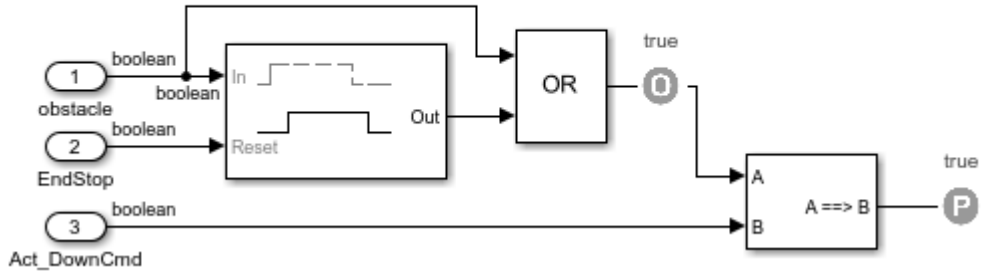 boolean
1
obstacle
boolean
In
Out
OR
true
O
boolean
2
EndStop
Reset
boolean
3
Act_DownCmd
A
B
A ==> B
true
P